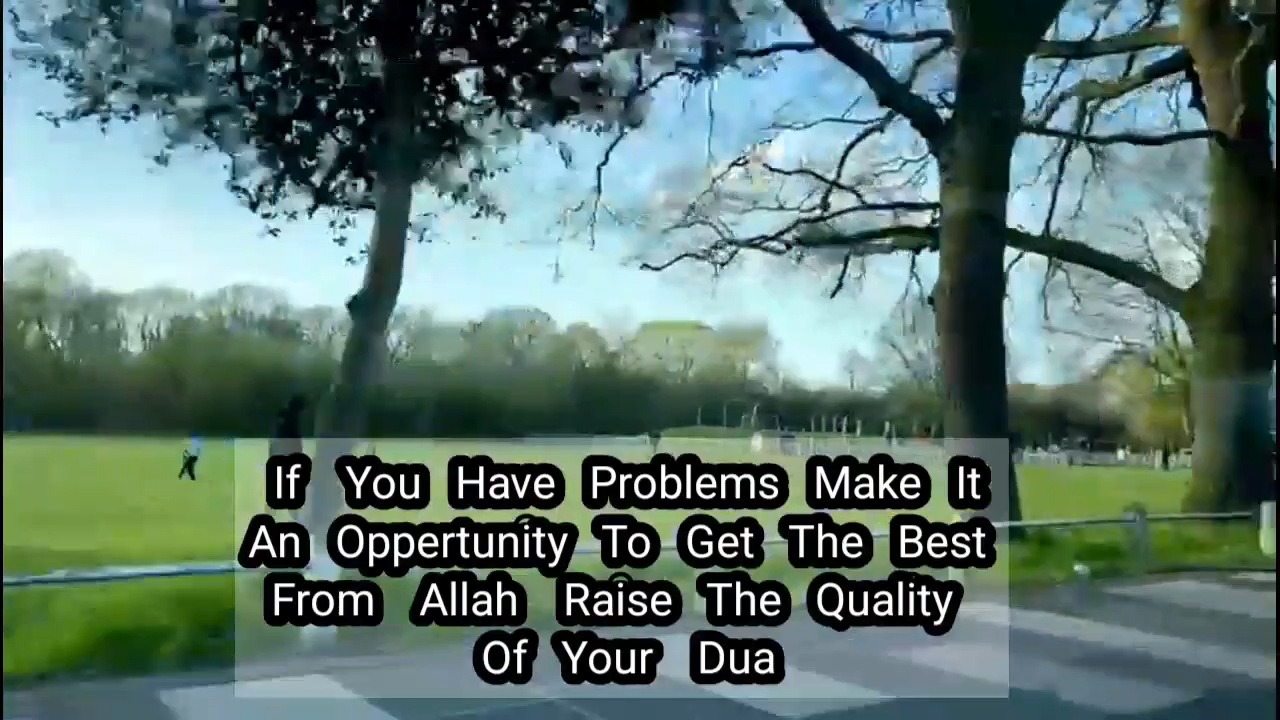 If You Have Problems Make It
An Oppertunity To Get The Best
From Allah Raise The Quality
Of Your Dua